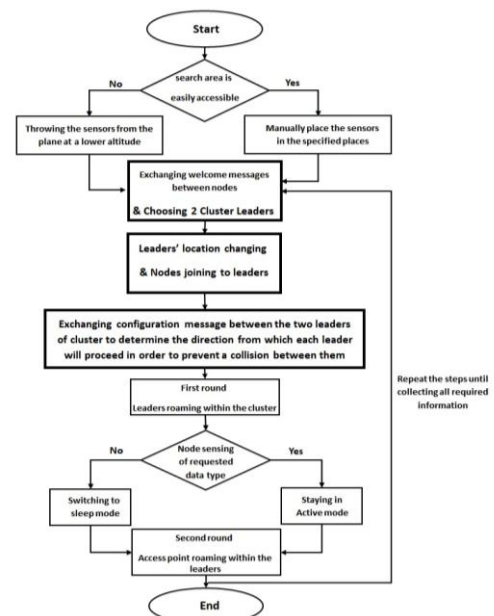 Start
search area is
easily accessible
No
Yes
Throwing the sensors from the
plane at a lower altitude
Manually place the sensors
in the specified places
Exchanging welcome messages
between nodes
& Choosing 2 Cluster Leaders
Leaders' location changing
& Nodes joining to leaders
Exchanging configuration message between the two leaders
of cluster to determine the direction from which each leader
will proceed in order to prevent a collision between them
Repeat the steps until
collecting all required
information
First round
Leaders roaming within the cluster
No
Node sensing
of requested
data type
Yes
Switching to
sleep mode
Staying in
Active mode
Second round
Access point roaming within the
leaders
End